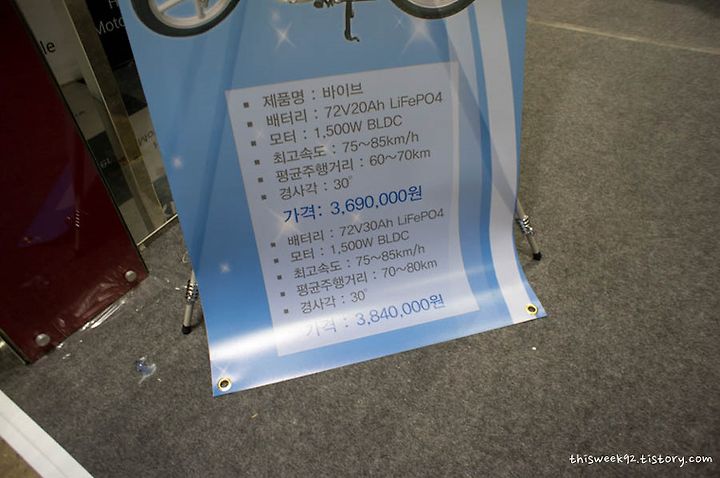 ▪ 제품명 : 바이브
▪ 배터리 : 72V20Ah LiFePO4
▪ 모터 : 1,500W BLDC
▪ 최고속도 : 75~85km/h
▪ 평균주행거리 : 60~70km
▪ 경사각 : 30°
가격: 3,690,000원
▪ 배터리 : 72V30Ah LiFePO4
▪ 모터 : 1,500W BLDC
▪ 최고속도 : 75~85km/h
▪ 평균주행거리 : 70~80km
▪ 경사각 : 30°
가격 : 3,840,000원
thisweek92.tistory.com